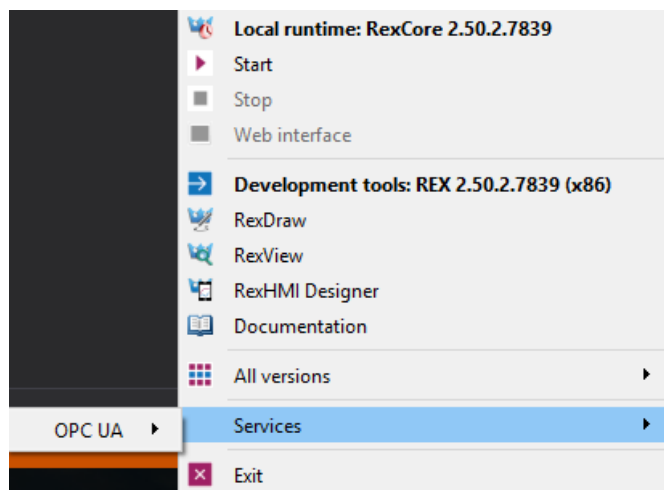 Local runtime: RexCore 2.50.2.7839
Start
Stop
Web interface
Development tools: REX 2.50.2.7839 (x86)
RexDraw
RexView
RexHMI Designer
Documentation
All versions
Services
OPC UA
Exit